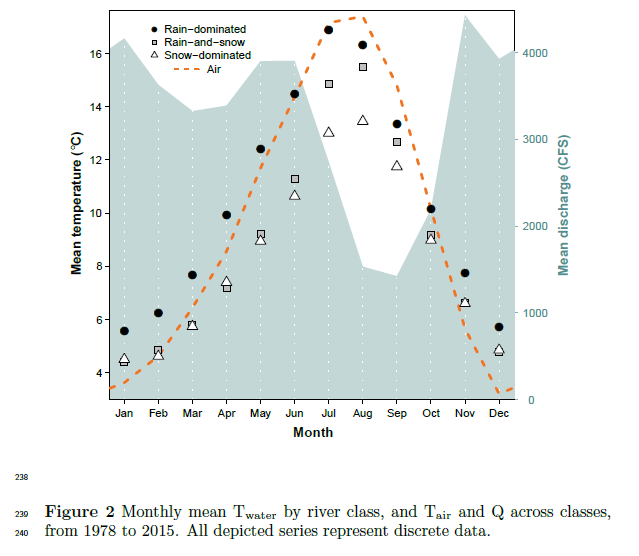 Rain−dominated
Rain−and−snow
Snow−dominated
Air
16
14
12
10
8
6
4
Mean temperature (°C)
4000
3000
2000
1000
0
Mean discharge (CFS)
Jan Feb Mar Apr May Jun Jul Aug Sep Oct Nov Dec
Month
238
239 Figure 2 Monthly mean Twater by river class, and Tair and Q across classes,
240 from 1978 to 2015. All depicted series represent discrete data.